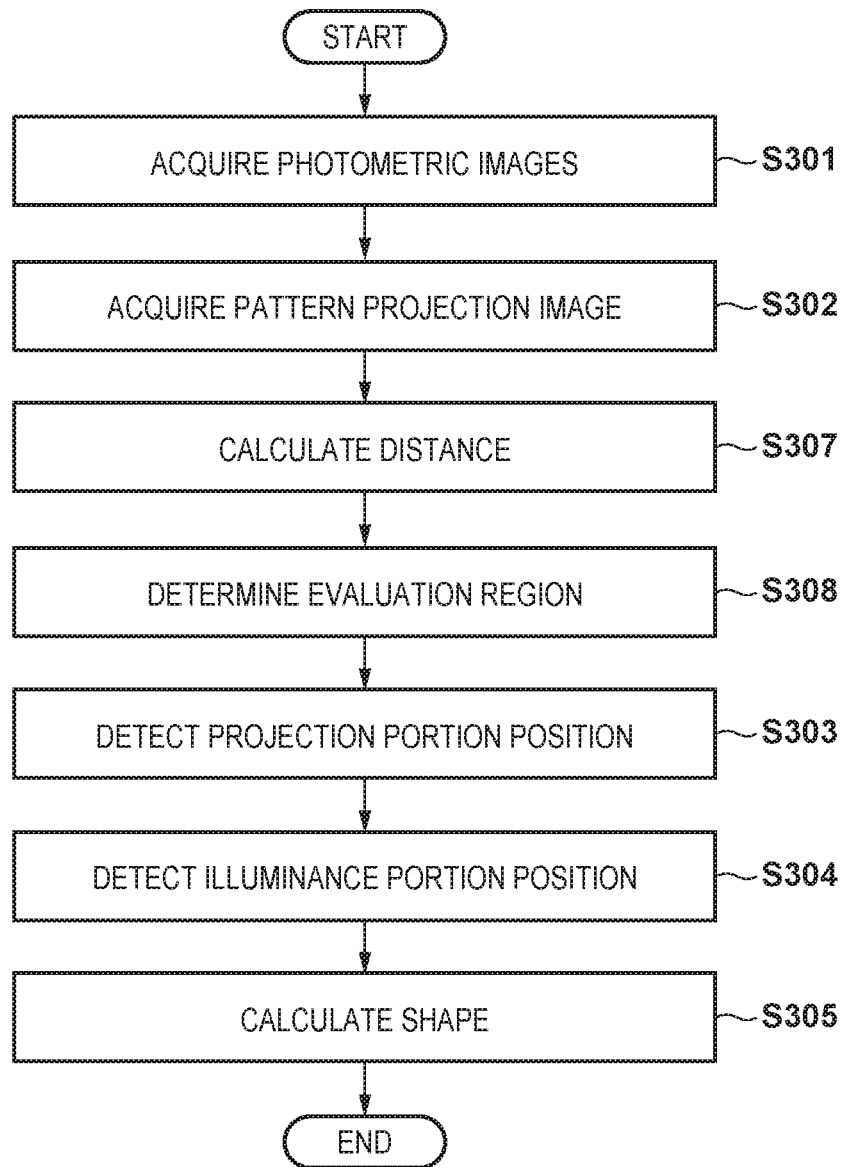 START
ACQUIRE PHOTOMETRIC IMAGES
S301
ACQUIRE PATTERN PROJECTION IMAGE
S302
CALCULATE DISTANCE
S307
DETERMINE EVALUATION REGION
S308
DETECT PROJECTION PORTION POSITION
S303
DETECT ILLUMINANCE PORTION POSITION
S304
CALCULATE SHAPE
S305
END